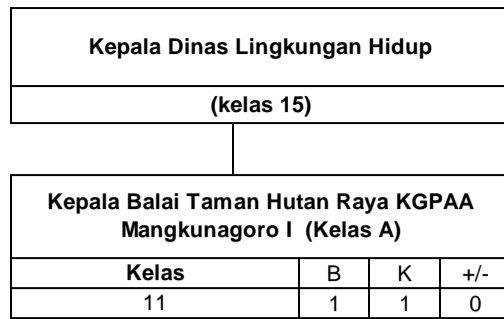 Kepala Dinas Lingkungan Hidup
(kelas 15)
Kepala Balai Taman Hutan Raya KGPAA
Mangkunagoro I (Kelas A)
Kelas B K +/-
11 1 1 0